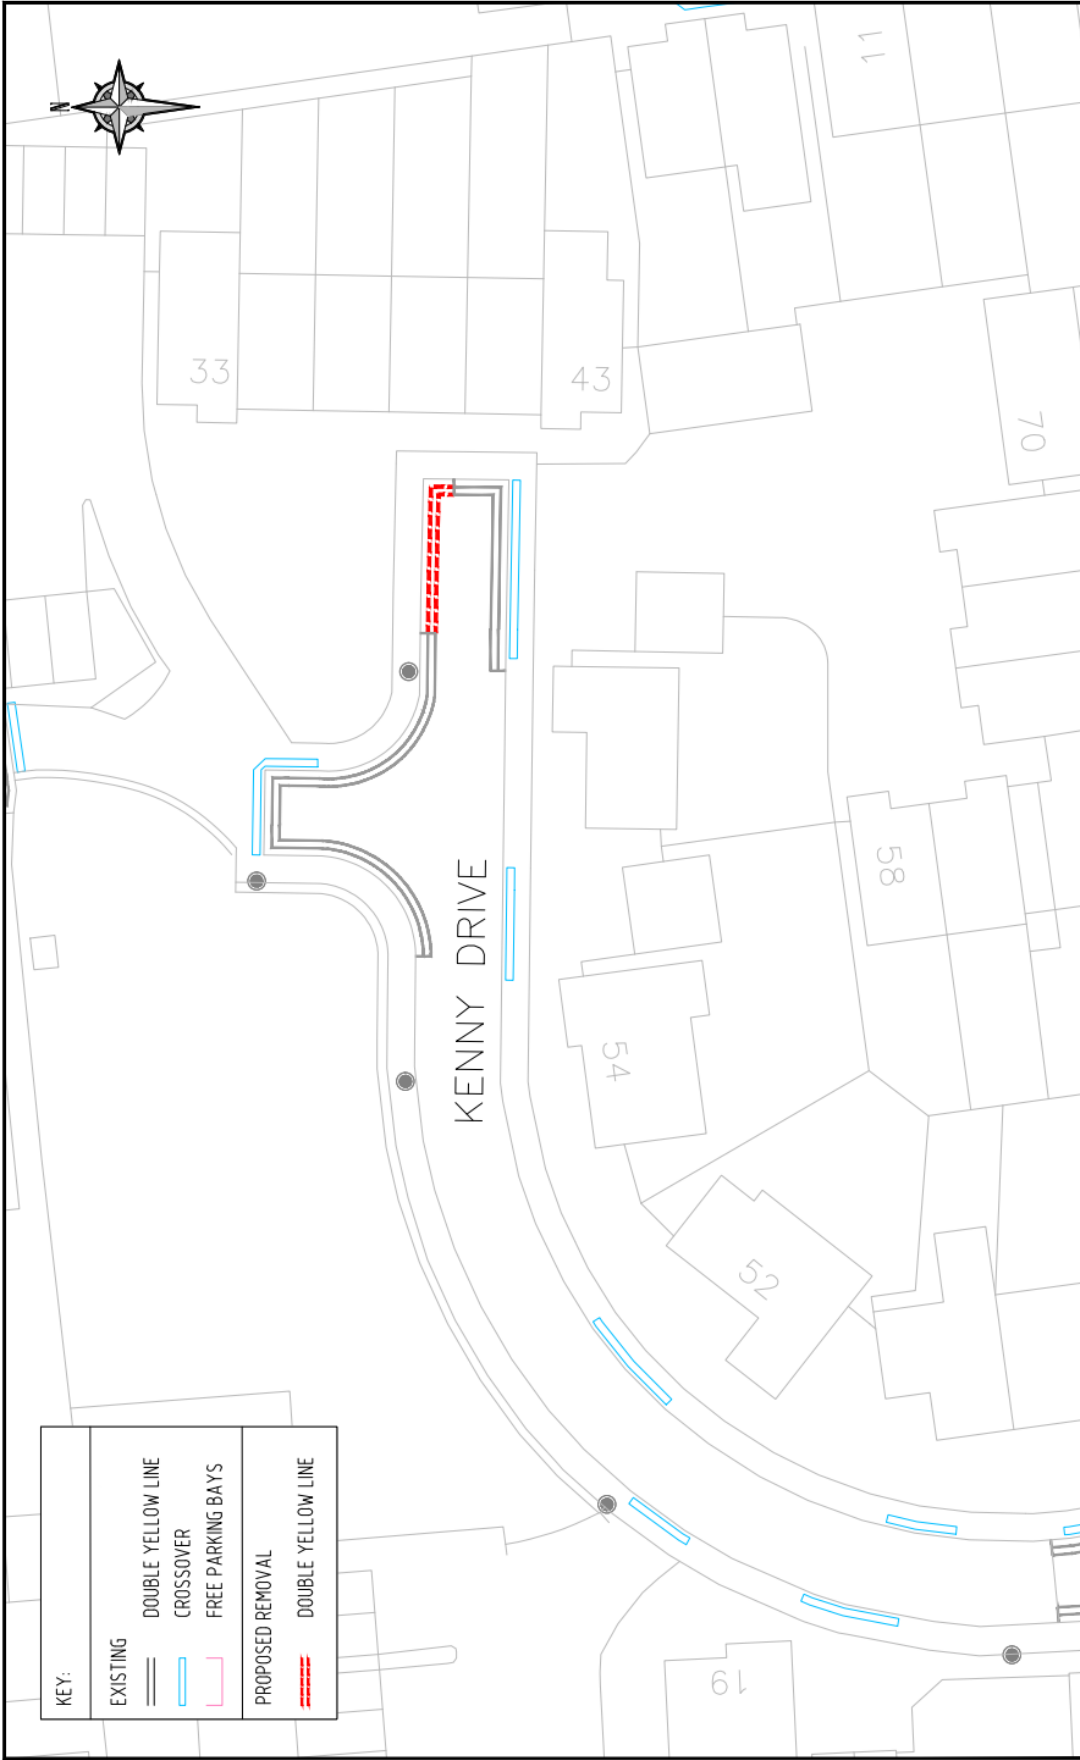 N
KEY:
EXISTING
DOUBLE YELLOW LINE
CROSSOVER
FREE PARKING BAYS
PROPOSED REMOVAL
DOUBLE YELLOW LINE
KENNY DRIVE
33
43
11
70
58
54
52
19